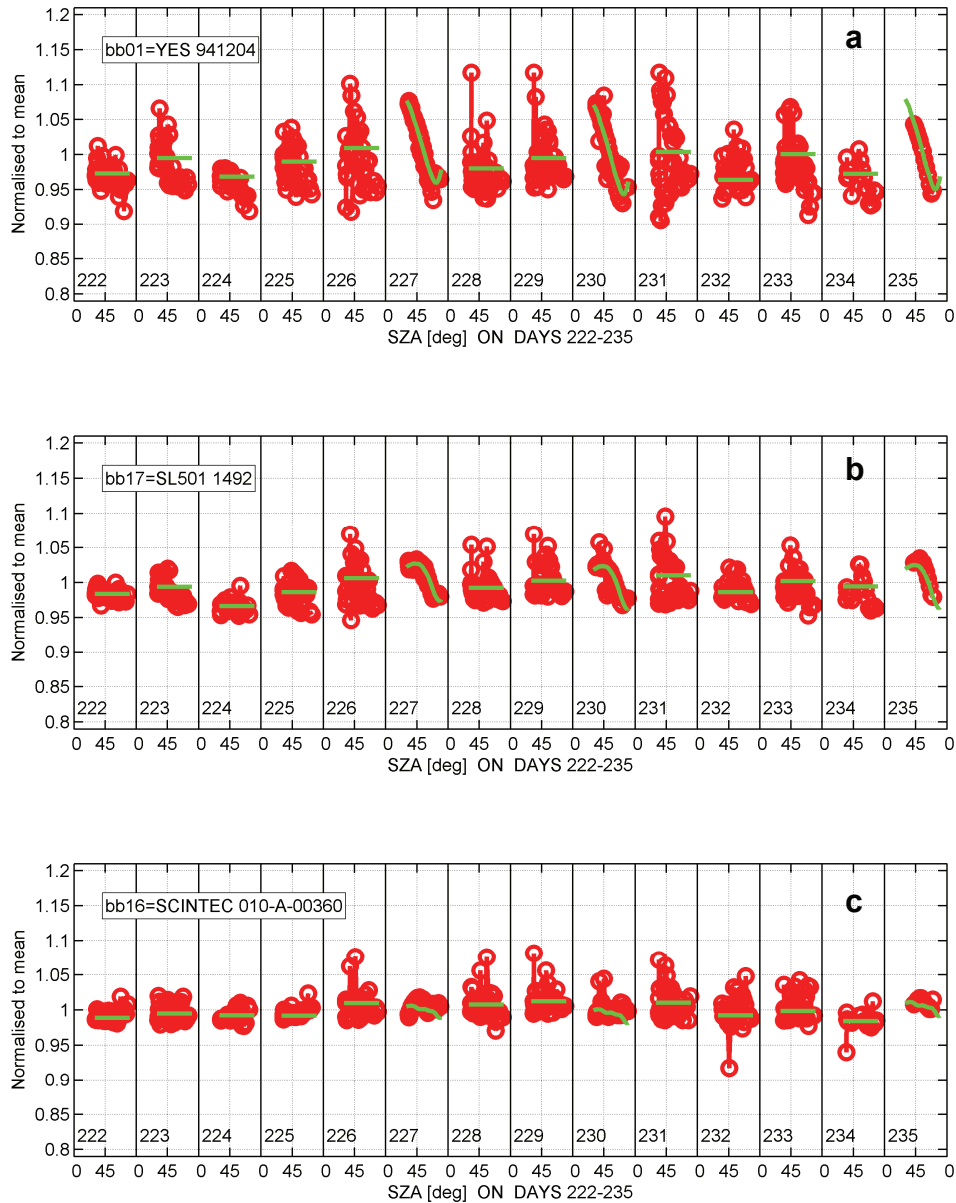 a
bb01=YES 941204
Normalised to mean
1.2
1.15
1.1
1.05
1
0.95
0.9
0.85
0.8
222 223 224 225 226 227 228 229 230 231 232 233 234 235
0 45 0 45 0 45 0 45 0 45 0 45 0 45 0 45 0 45 0 45 0 45 0 45 0 45 0 45 0
SZA [deg] ON DAYS 222-235
b
bb17=SL501 1492
Normalised to mean
1.2
1.15
1.1
1.05
1
0.95
0.9
0.85
0.8
222 223 224 225 226 227 228 229 230 231 232 233 234 235
0 45 0 45 0 45 0 45 0 45 0 45 0 45 0 45 0 45 0 45 0 45 0 45 0 45 0 45 0
SZA [deg] ON DAYS 222-235
c
bb16=SCINTEC 010-A-00360
Normalised to mean
1.2
1.15
1.1
1.05
1
0.95
0.9
0.85
0.8
222 223 224 225 226 227 228 229 230 231 232 233 234 235
0 45 0 45 0 45 0 45 0 45 0 45 0 45 0 45 0 45 0 45 0 45 0 45 0 45 0 45 0
SZA [deg] ON DAYS 222-235